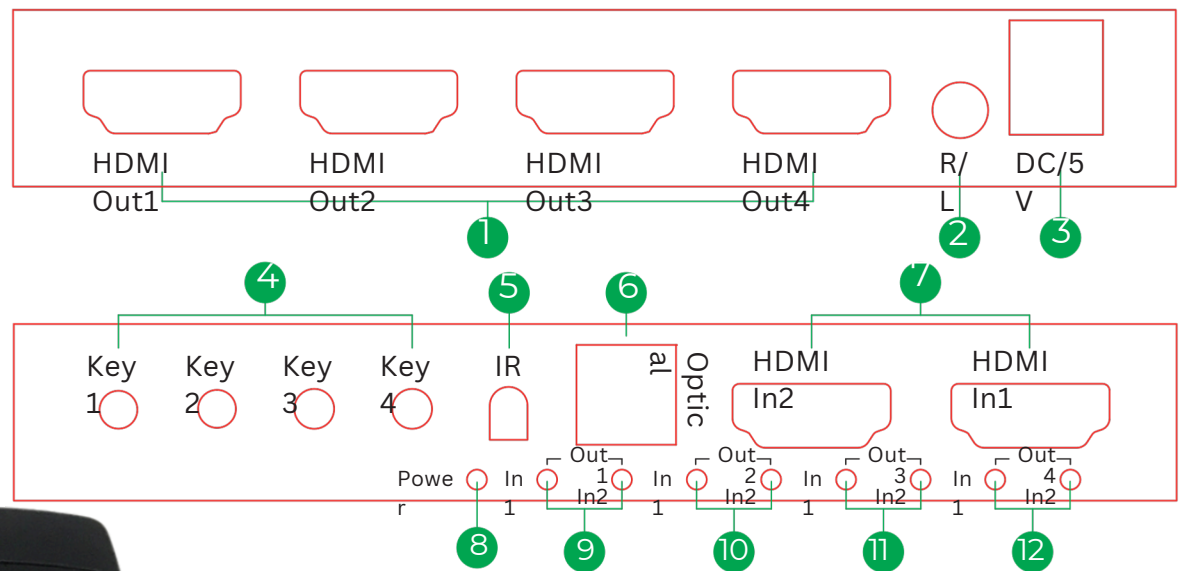 HDMI HDMI HDMI HDMI R/ DC/5
Out1 Out2 Out3 Out4 L V
1 2 3
4 5 6 7
Key Key Key Key IR Optic HDMI HDMI
1 2 3 4 al In2 In1
Out Out Out Out
Powe In 1 In 2 In 3 In 4
r 1 In2 1 In2 1 In2 1 In2
8 9 10 11 12